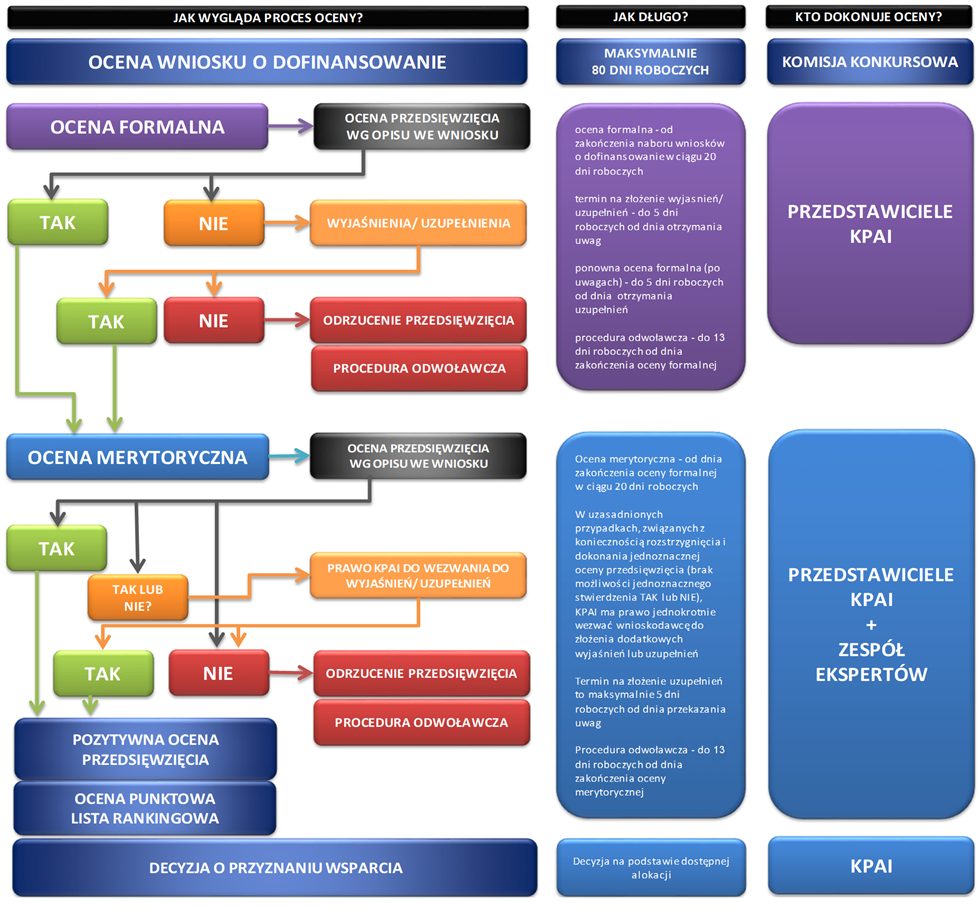 JAK WYGLĄDA PROCES OCENY?
JAK DŁUGO?
KTO DOKONUJE OCENY?
OCENA WNIOSKU O DOFINANSOWANIE
MAKSYMALNIE
80 DNI ROBOCZYCH
KOMISJA KONKURSOWA
OCENA FORMALNA
OCENA PRZEDSIĘWZIĘCIA
WG OPISU WE WNIOSKU
TAK
NIE
WYJAŚNIENIA/ UZUPEŁNIENIA
TAK
NIE
ODRZUCENIE PRZEDSIĘWZIĘCIA
PROCEDURA ODWOŁAWCZA
ocena formalna - od
zakończenia naboru wniosków
o dofinansowanie w ciągu 20
dni roboczych
termin na złożenie wyjasnień/
uzupełnień - do 5 dni
roboczych od dnia otrzymania
uwag
ponowna ocena formalna (po
uwagach) - do 5 dni roboczych
od dnia otrzymania
uzupełnień
procedura odwoławcza - do 13
dni roboczych od dnia
zakończenia oceny formalnej
PRZEDSTAWICIELE
KPAI
OCENA MERYTORYCZNA
OCENA PRZEDSIĘWZIĘCIA
WG OPISU WE WNIOSKU
TAK
TAK LUB
NIE?
PRAWO KPAI DO WEZWANIA DO
WYJAŚNIEŃ/ UZUPEŁNIEŃ
TAK
NIE
ODRZUCENIE PRZEDSIĘWZIĘCIA
PROCEDURA ODWOŁAWCZA
POZYTYWNA OCENA
PRZEDSIĘWZIĘCIA
OCENA PUNKTOWA
LISTA RANKINGOWA
Ocena merytoryczna - od dnia
zakończenia oceny formalnej
w ciągu 20 dni roboczych
W uzasadnionych
przypadkach, związanych z
koniecznością rozstrzygnięcia i
dokonania jednoznacznej
oceny przesięwzięcia (brak
możliwości jednoznacznego
stwierdzenia TAK lub NIE),
KPAI ma prawo jednokrotnie
wezwać wnioskodawcę do
złożenia dodatkowych
wyjaśnień lub uzupełnień
Termin na złożenie uzupełnień
to maksymalnie 5 dni
roboczych od dnia przekazania
uwag
Procedura odwoławcza - do 13
dni roboczych od dnia
zakończenia oceny
merytorycznej
PRZEDSTAWICIELE
KPAI
+
ZESPÓŁ
EKSPERTÓW
DECYZJA O PRZYZNANIU WSPARCIA
Decyzja na podstawie dostępnej
alokacji
KPAI